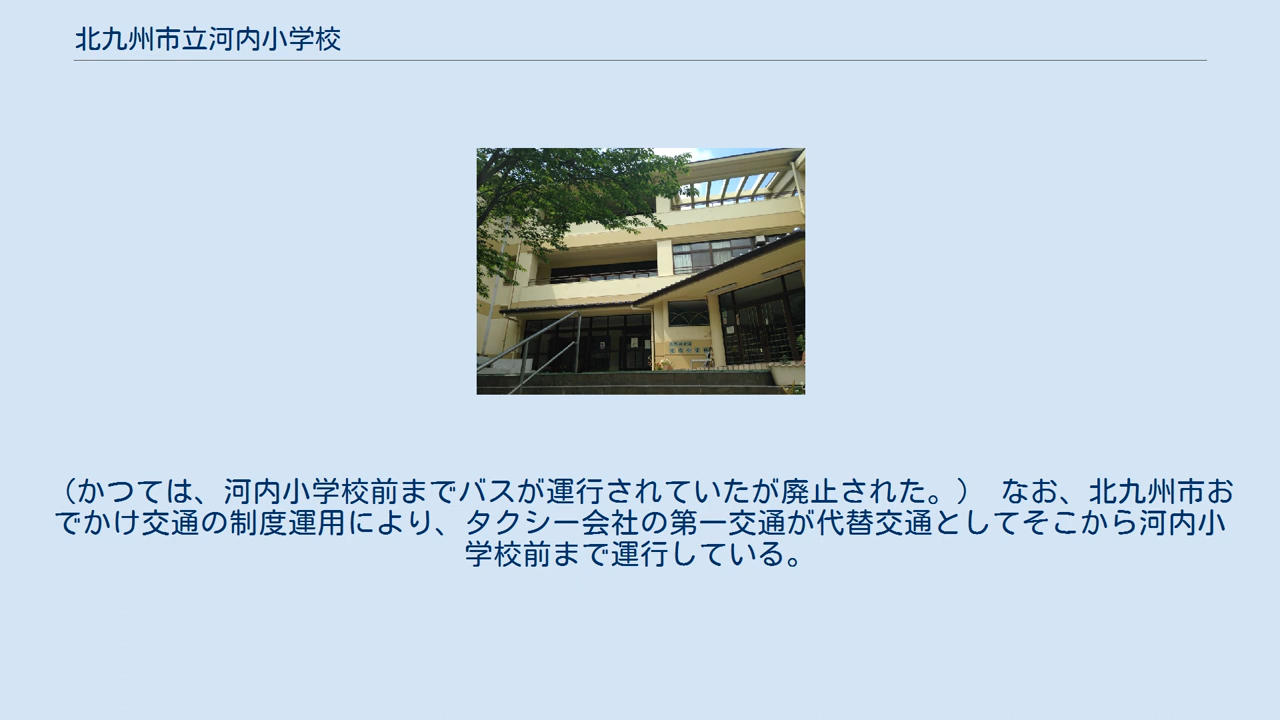 北九州市立河内小学校
（かつては、河内小学校前までバスが運行されていたが廃止された。）　なお、北九州市お
でかけ交通の制度運用により、タクシー会社の第一交通が代替交通としてそこから河内小
学校前まで運行している。